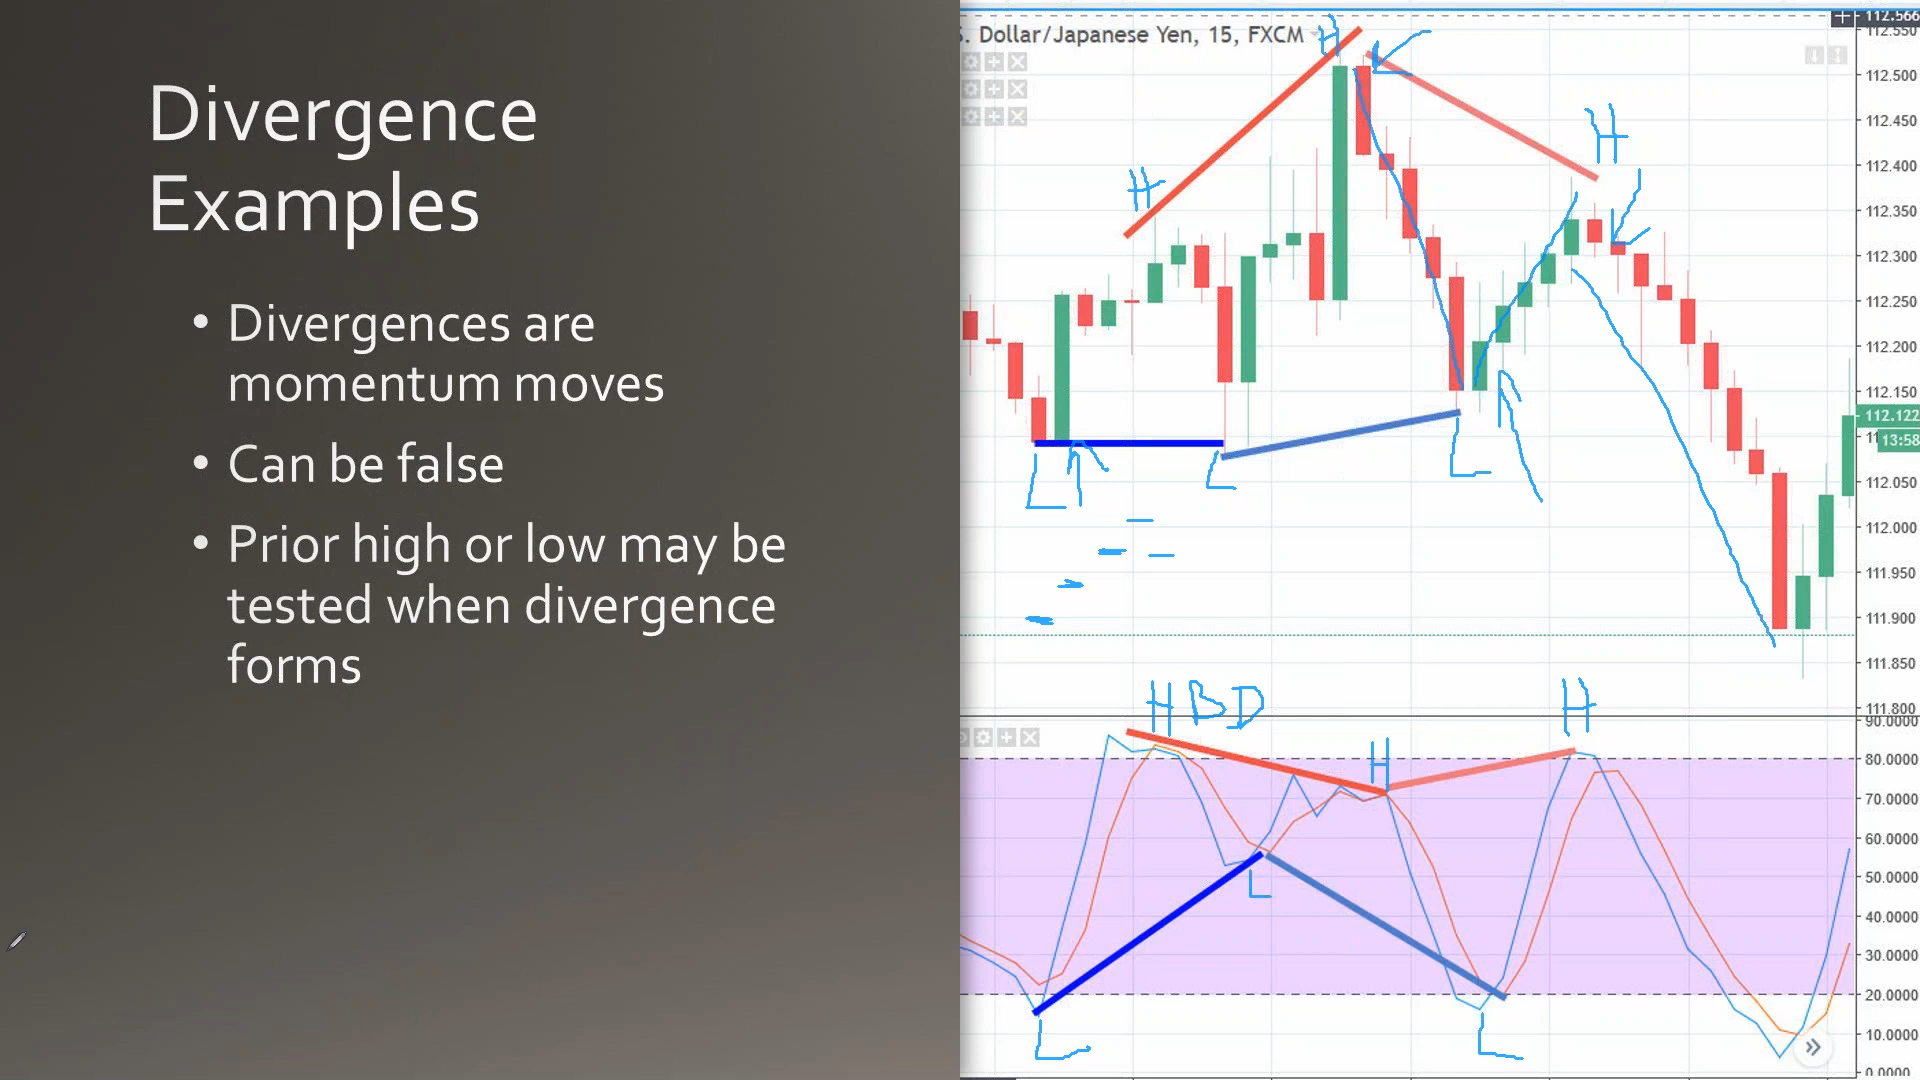 Divergence
Examples
• Divergences are
momentum moves
• Can be false
• Prior high or low may be
tested when divergence
forms
. Dollar/Japanese Yen, 15, FXCM
H
H
H
L
L
L
112.566
112.550
112.500
112.450
112.400
112.350
112.300
112.250
112.200
112.150
112.122
13:58
112.050
112.000
111.950
111.900
111.850
111.800
H B D
H
H
L
L
L
90.0000
80.0000
70.0000
60.0000
50.0000
40.0000
30.0000
20.0000
10.0000
0.0000